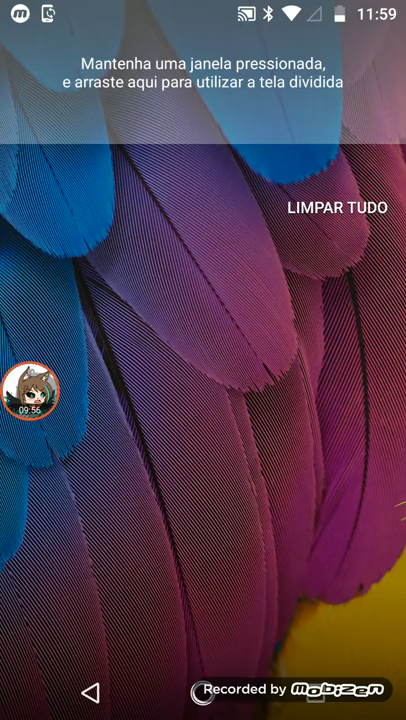 11:59
Mantenha uma janela pressionada,
e arraste aqui para utilizar a tela dividida
LIMPAR TUDO
09:56
Recorded by MOBIZEN